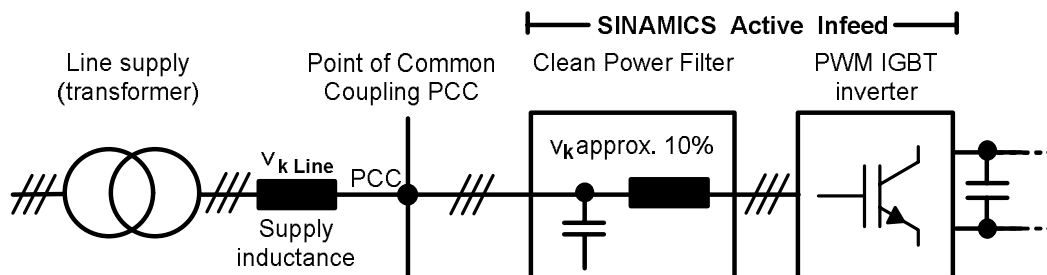 SINAMICS Active Infeed
Line supply
(transformer)
Point of Common
Coupling PCC
Clean Power Filter
PWM IGBT
inverter
vk Line
PCC
vk approx. 10%
Supply
inductance